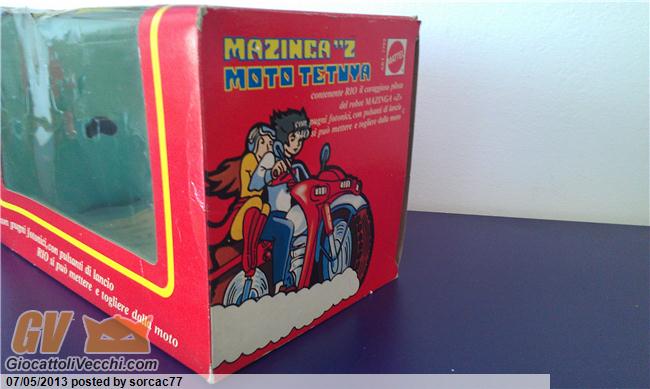 MAZINGA "Z
MOTO TETUYA
MATTEL
contenente RIO il coraggioso pilota
del robot MAZINGA «Z»
con pugni fotonici, con pulsanti di lancio
RIO si può mettere e togliere dalla moto
pugni fotonici, con pulsanti di lancio
RIO si può mettere e togliere dalla moto
GV
GiocattoliVecchi.com
07/05/2013 posted by sorcac77